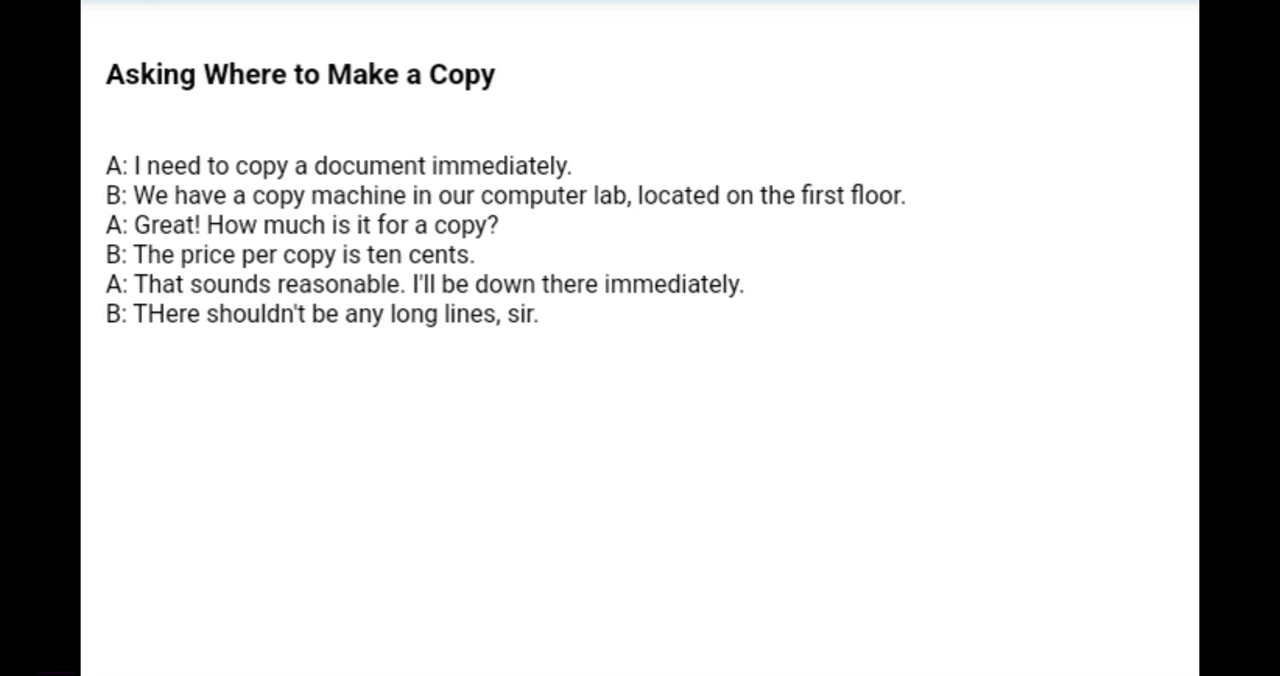 Asking Where to Make a Copy
A: I need to copy a document immediately.
B: We have a copy machine in our computer lab, located on the first floor.
A: Great! How much is it for a copy?
B: The price per copy is ten cents.
A: That sounds reasonable. I'll be down there immediately.
B: THere shouldn't be any long lines, sir.